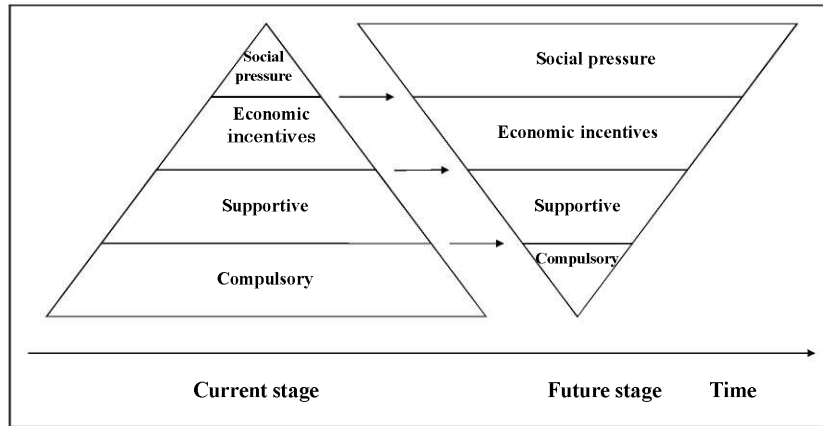 Social
pressure
Economic
incentives
Supportive
Compulsory
Social pressure
Economic incentives
Supportive
Compulsory
Current stage
Future stage
Time